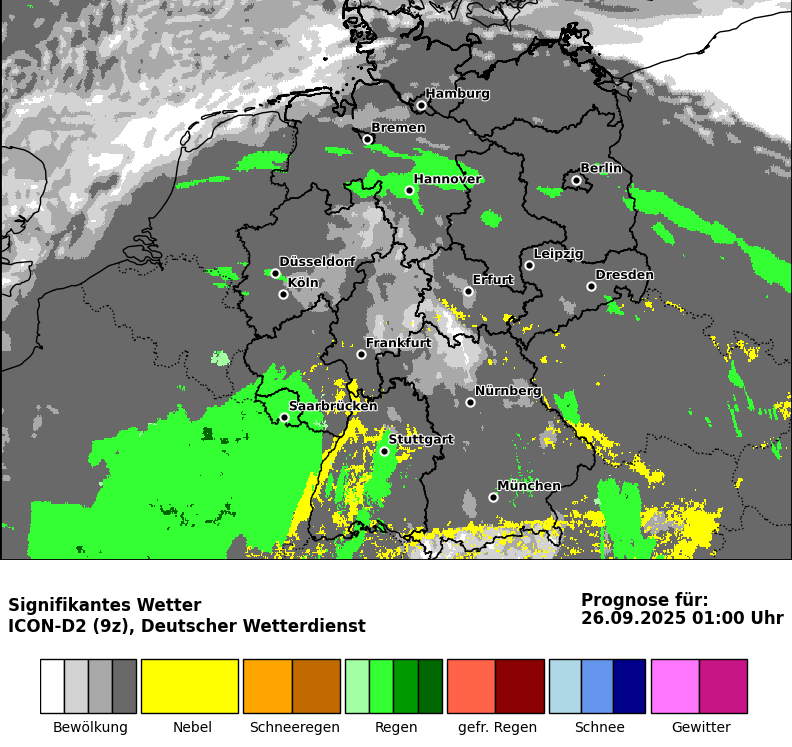 Hamburg
Bremen
Berlin
Hannover
Leipzig
Düsseldorf
Dresden
Erfurt
Köln
Frankfurt
Nürnberg
Saarbrücken
Stuttgart
München
Signifikantes Wetter
ICON-D2 (9z), Deutscher Wetterdienst
Prognose für:
26.09.2025 01:00 Uhr
Bewölkung
Nebel
Schneeregen
Regen
gefr. Regen
Schnee
Gewitter